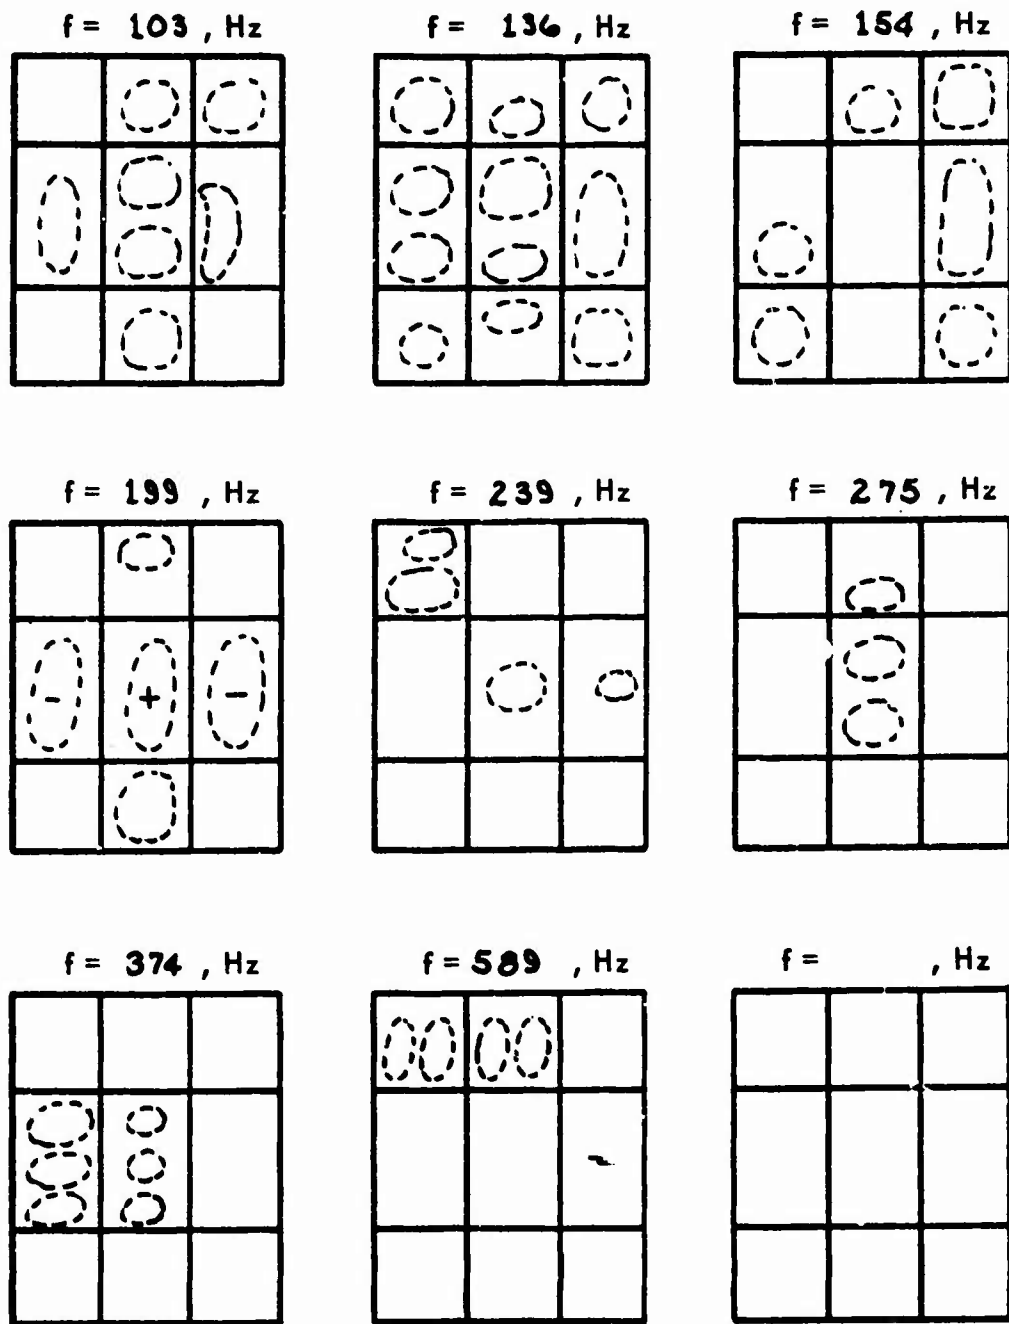 f = 103 , Hz
f = 136 , Hz
f = 154 , Hz
f = 199 , Hz
- + -
f = 239 , Hz
f = 275 , Hz
f = 374 , Hz
f = 589 , Hz
f = , Hz